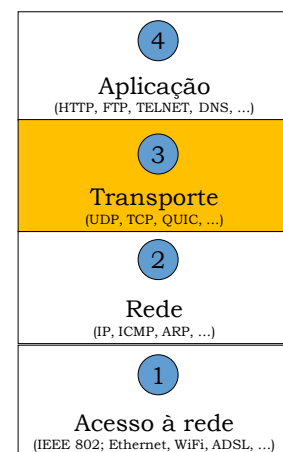 4
Aplicação
(HTTP, FTP, TELNET, DNS, ...)
3
Transporte
(UDP, TCP, QUIC, ...)
2
Rede
(IP, ICMP, ARP, ...)
1
Acesso à rede
(IEEE 802; Ethernet, WiFi, ADSL, ...)